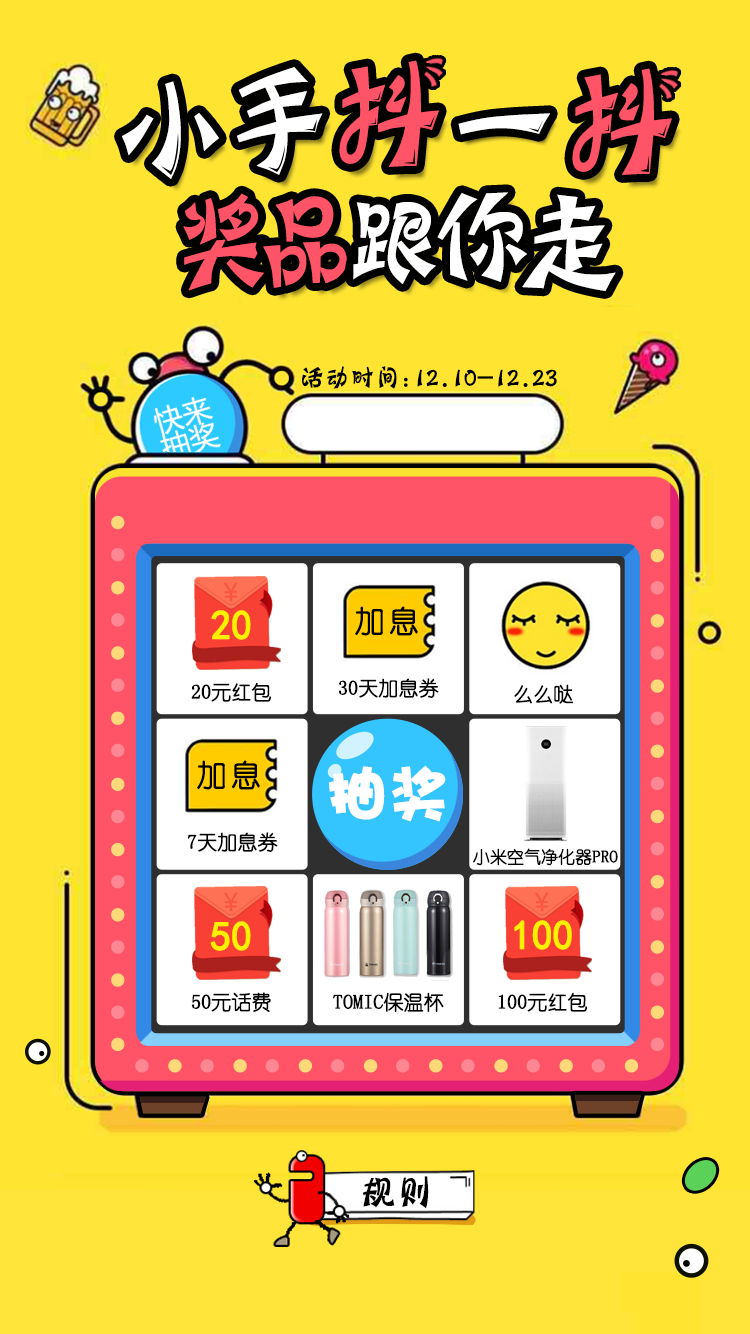 小手抖一抖
奖品跟你走
活动时间:12.10—12.23
快来
抽奖
¥
20
20元红包
加息
30天加息券
么么哒
加息
7天加息券
抽奖
小米空气净化器PRO
¥
50
50元话费
TOMIC保温杯
¥
100
100元红包
规则